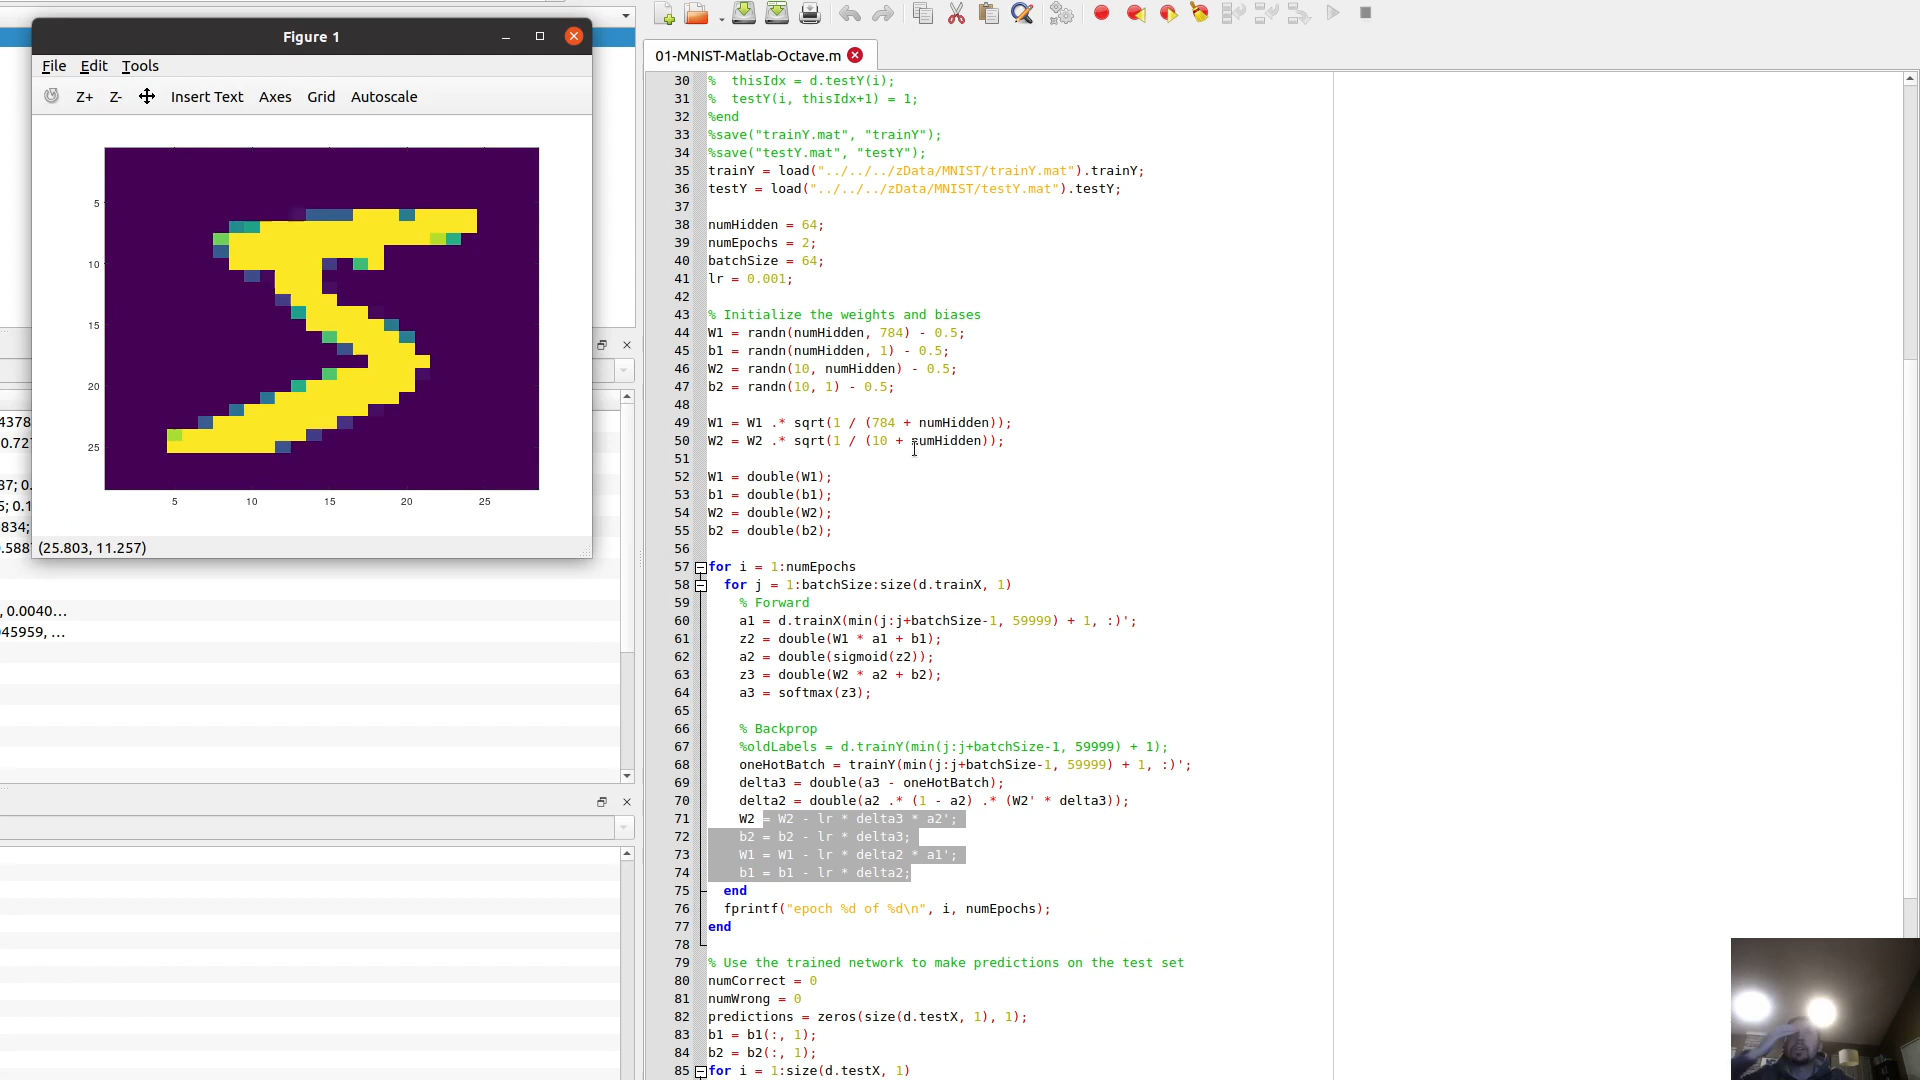 Figure 1
File Edit Tools
Z+ Z- Insert Text Axes Grid Autoscale
5
10
15
20
25
5 10 15 20 25
(25.803, 11.257)
4378
0.72
37; 0.
5; 0.1
0834;
.588
, 0.0040...
45959, ...
01-MNIST-Matlab-Octave.m
30 % thisIdx = d.testY(i);
31 % testY(i, thisIdx+1) = 1;
32 %end
33 %save("trainY.mat", "trainY");
34 %save("testY.mat", "testY");
35 trainY = load("../../../zData/MNIST/trainY.mat").trainY;
36 testY = load("../../../zData/MNIST/testY.mat").testY;
37
38 numHidden = 64;
39 numEpochs = 2;
40 batchSize = 64;
41 lr = 0.001;
42
43 % Initialize the weights and biases
44 W1 = randn(numHidden, 784) - 0.5;
45 b1 = randn(numHidden, 1) - 0.5;
46 W2 = randn(10, numHidden) - 0.5;
47 b2 = randn(10, 1) - 0.5;
48
49 W1 = W1 .* sqrt(1 / (784 + numHidden));
50 W2 = W2 .* sqrt(1 / (10 + numHidden));
51
52 W1 = double(W1);
53 b1 = double(b1);
54 W2 = double(W2);
55 b2 = double(b2);
56
57 for i = 1:numEpochs
58 for j = 1:batchSize:size(d.trainX, 1)
59 % Forward
60 a1 = d.trainX(min(j:j+batchSize-1, 59999) + 1, :)';
61 z2 = double(W1 * a1 + b1);
62 a2 = double(sigmoid(z2));
63 z3 = double(W2 * a2 + b2);
64 a3 = softmax(z3);
65
66 % Backprop
67 %oldLabels = d.trainY(min(j:j+batchSize-1, 59999) + 1);
68 oneHotBatch = trainY(min(j:j+batchSize-1, 59999) + 1, :)';
69 delta3 = double(a3 - oneHotBatch);
70 delta2 = double(a2 .* (1 - a2) .* (W2' * delta3));
71 W2 = W2 - lr * delta3 * a2';
72 b2 = b2 - lr * delta3;
73 W1 = W1 - lr * delta2 * a1';
74 b1 = b1 - lr * delta2;
75 end
76 fprintf("epoch %d of %d\n", i, numEpochs);
77 end
78
79 % Use the trained network to make predictions on the test set
80 numCorrect = 0
81 numWrong = 0
82 predictions = zeros(size(d.testX, 1), 1);
83 b1 = b1(:, 1);
84 b2 = b2(:, 1);
85 for i = 1:size(d.testX, 1)